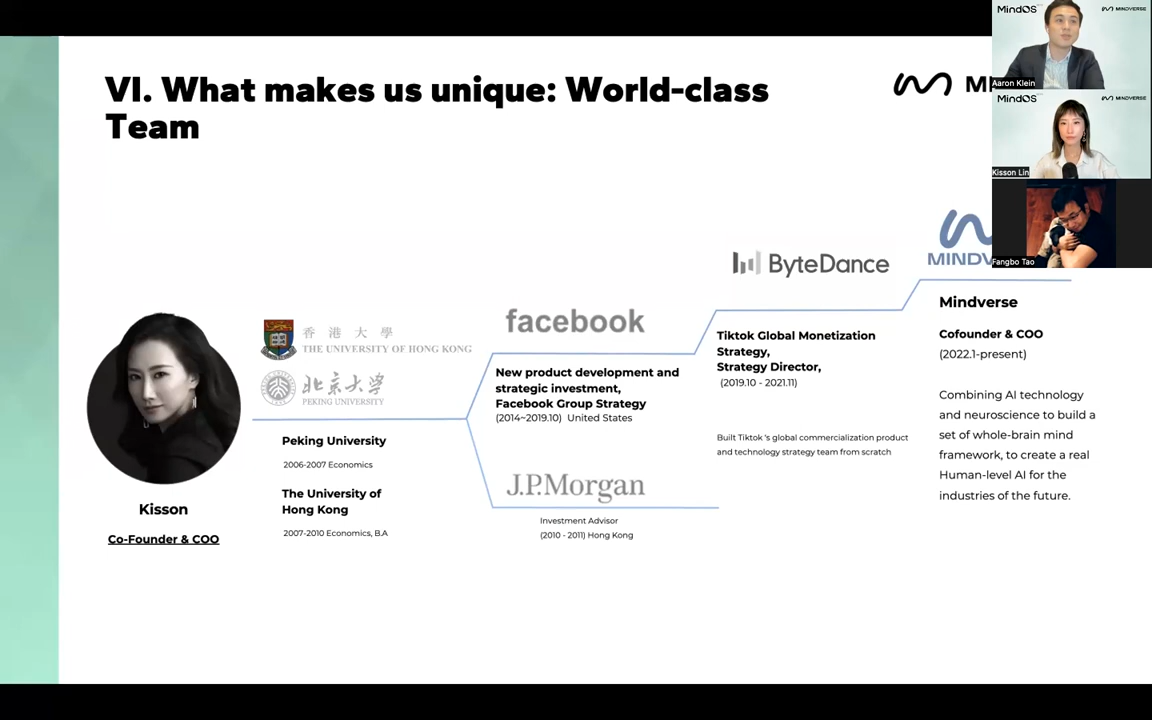 VI. What makes us unique: World-class
Team
MindOS
MINDVERSE
Aaron Klein
MindOS
MINDVERSE
Kisson Lin
Fangbo Tao
Kisson
Co-Founder & COO
香港大學
THE UNIVERSITY OF HONG KONG
北京大学
PEKING UNIVERSITY
Peking University
2006-2007 Economics
The University of
Hong Kong
2007-2010 Economics, B.A
facebook
New product development and
strategic investment,
Facebook Group Strategy
(2014~2019.10) United States
J.P.Morgan
Investment Advisor
(2010 - 2011) Hong Kong
ByteDance
Tiktok Global Monetization
Strategy,
Strategy Director,
(2019.10 - 2021.11)
Built Tiktok 's global commercialization product
and technology strategy team from scratch
Mindverse
Cofounder & COO
(2022.1-present)
Combining AI technology
and neuroscience to build a
set of whole-brain mind
framework, to create a real
Human-level AI for the
industries of the future.